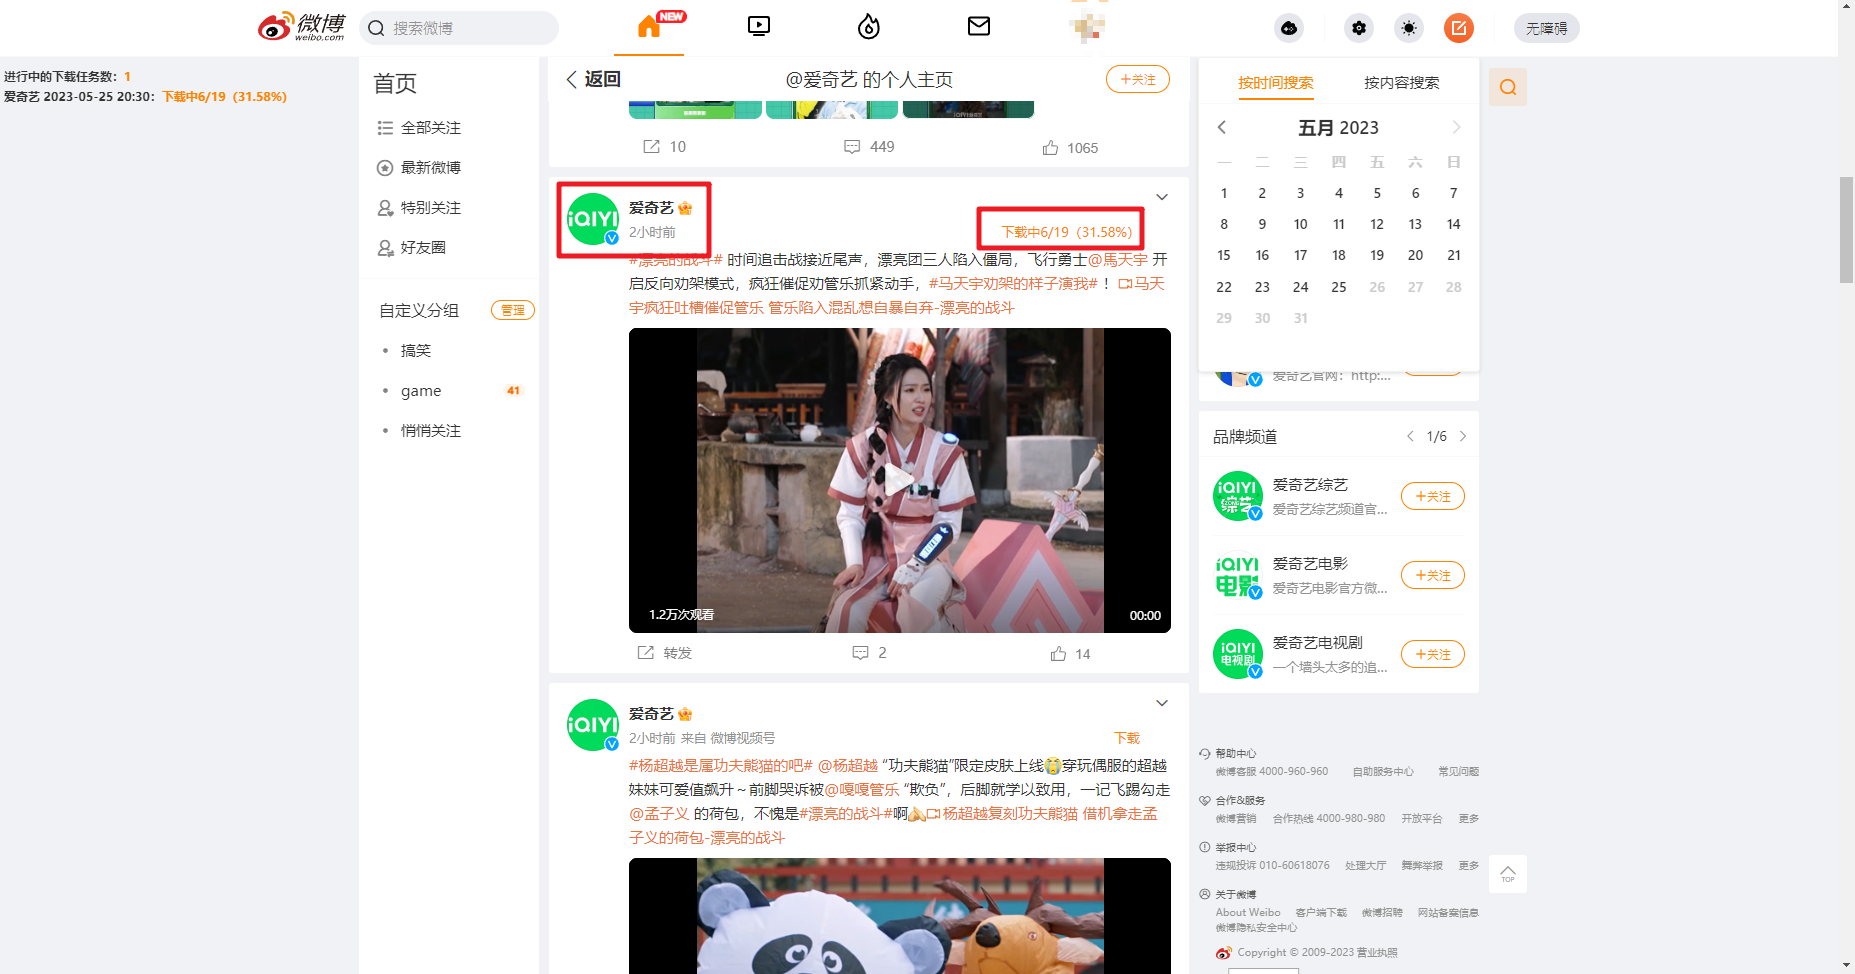 微博
weibo.com
搜索微博
NEW
无障碍
进行中的下载任务数：1
爱奇艺 2023-05-25 20:30：下载中6/19（31.58%）
首页
全部关注
最新微博
特别关注
好友圈
自定义分组 管理
搞笑
game 41
悄悄关注
返回
@爱奇艺 的个人主页
+关注
10
449
1065
iQIYI
爱奇艺
2小时前
下载中6/19（31.58%）
#漂亮的战斗# 时间追击战接近尾声，漂亮团三人陷入僵局，飞行勇士@馬天宇 开
启反向劝架模式，疯狂催促劝管乐抓紧动手，#马天宇劝架的样子演我#！马天
宇疯狂吐槽催促管乐 管乐陷入混乱想自暴自弃-漂亮的战斗
1.2万次观看
00:00
转发
2
14
iQIYI
爱奇艺
2小时前 来自 微博视频号
下载
#杨超越是属功夫熊猫的吧# @杨超越 “功夫熊猫”限定皮肤上线😭穿玩偶服的超越
妹妹可爱值飙升～前脚哭诉被@嘎嘎管乐 “欺负”，后脚就学以致用，一记飞踢勾走
@孟子义 的荷包，不愧是#漂亮的战斗#啊杨超越复刻功夫熊猫 借机拿走孟
子义的荷包-漂亮的战斗
按时间搜索 按内容搜索
五月 2023
一 二 三 四 五 六 日
1 2 3 4 5 6 7
8 9 10 11 12 13 14
15 16 17 18 19 20 21
22 23 24 25 26 27 28
29 30 31
爱奇艺官网：http:...
品牌频道 1/6
iQIYI
综艺
爱奇艺综艺
爱奇艺综艺频道官...
+关注
iQIYI
电影
爱奇艺电影
爱奇艺电影官方微...
+关注
iQIYI
电视剧
爱奇艺电视剧
一个墙头太多的追...
+关注
帮助中心
微博客服 4000-960-960 自助服务中心 常见问题
合作&服务
微博营销 合作热线 4000-980-980 开放平台 更多
举报中心
违规投诉 010-60618076 处理大厅 舞弊举报 更多
关于微博
About Weibo 客户端下载 微博招聘 网站备案信息
微博隐私安全中心
Copyright © 2009-2023 营业执照
TOP